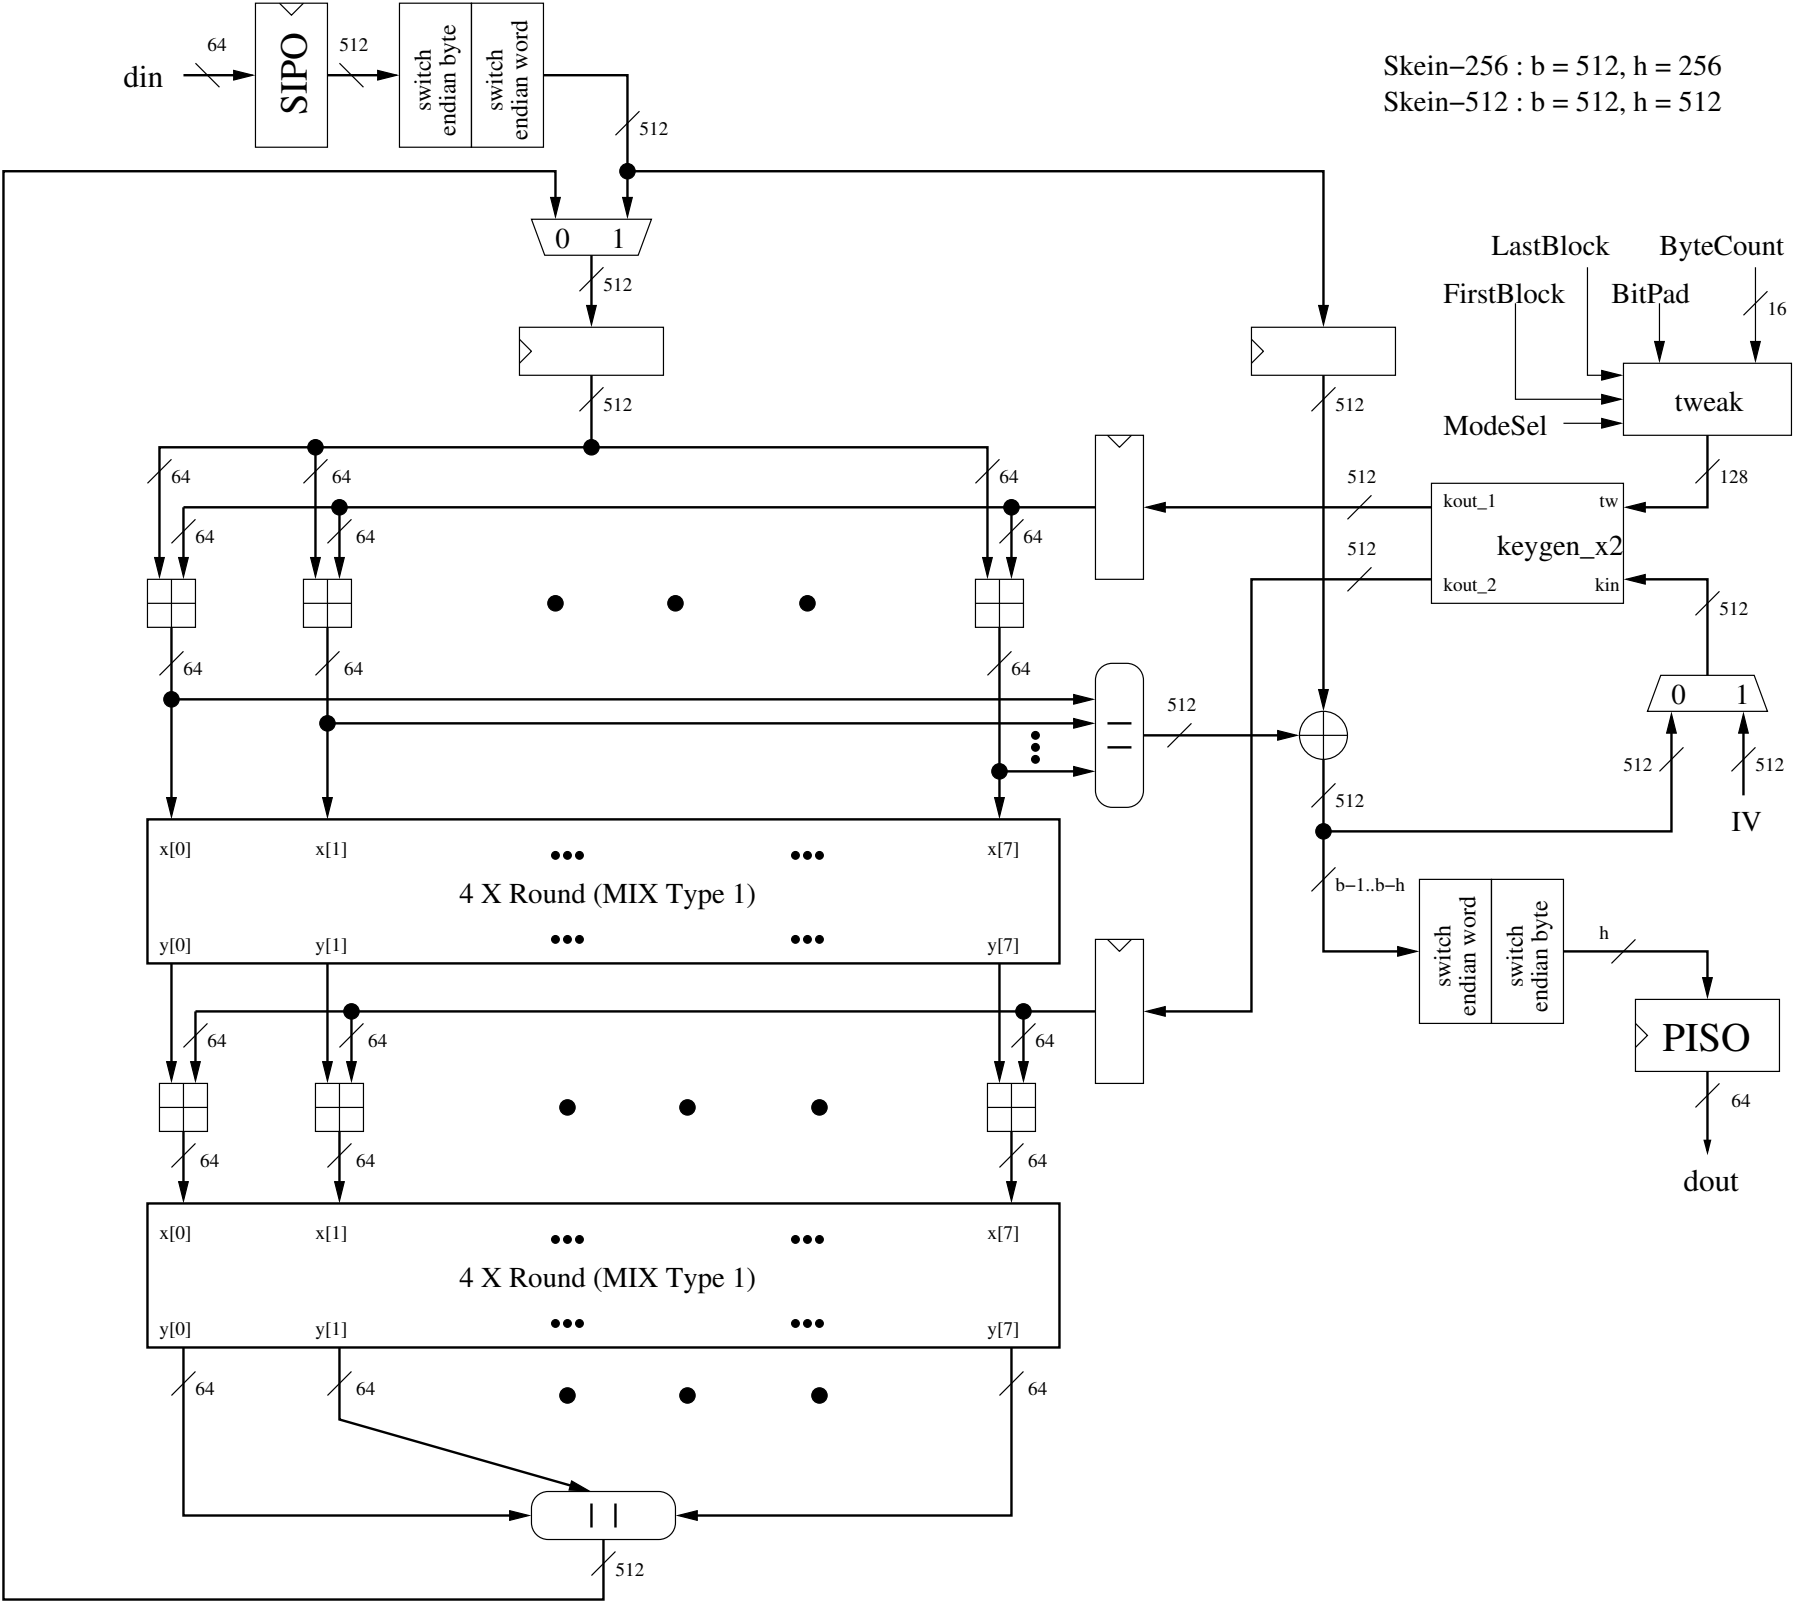 Skein−256 : b = 512, h = 256
Skein−512 : b = 512, h = 512
din
64
SIPO
512
switch
endian byte
switch
endian word
512
0 1
512
512
512
LastBlock
ByteCount
FirstBlock
BitPad
16
ModeSel
tweak
128
64
64
64
64
64
64
512
512
kout_1
tw
keygen_x2
kout_2
kin
512
64
64
64
| |
512
0 1
512
512
IV
512
x[0]
x[1]
x[7]
4 X Round (MIX Type 1)
y[0]
y[1]
y[7]
b−1..b−h
switch
endian word
switch
endian byte
h
PISO
64
dout
64
64
64
64
64
64
x[0]
x[1]
x[7]
4 X Round (MIX Type 1)
y[0]
y[1]
y[7]
64
64
64
| |
512